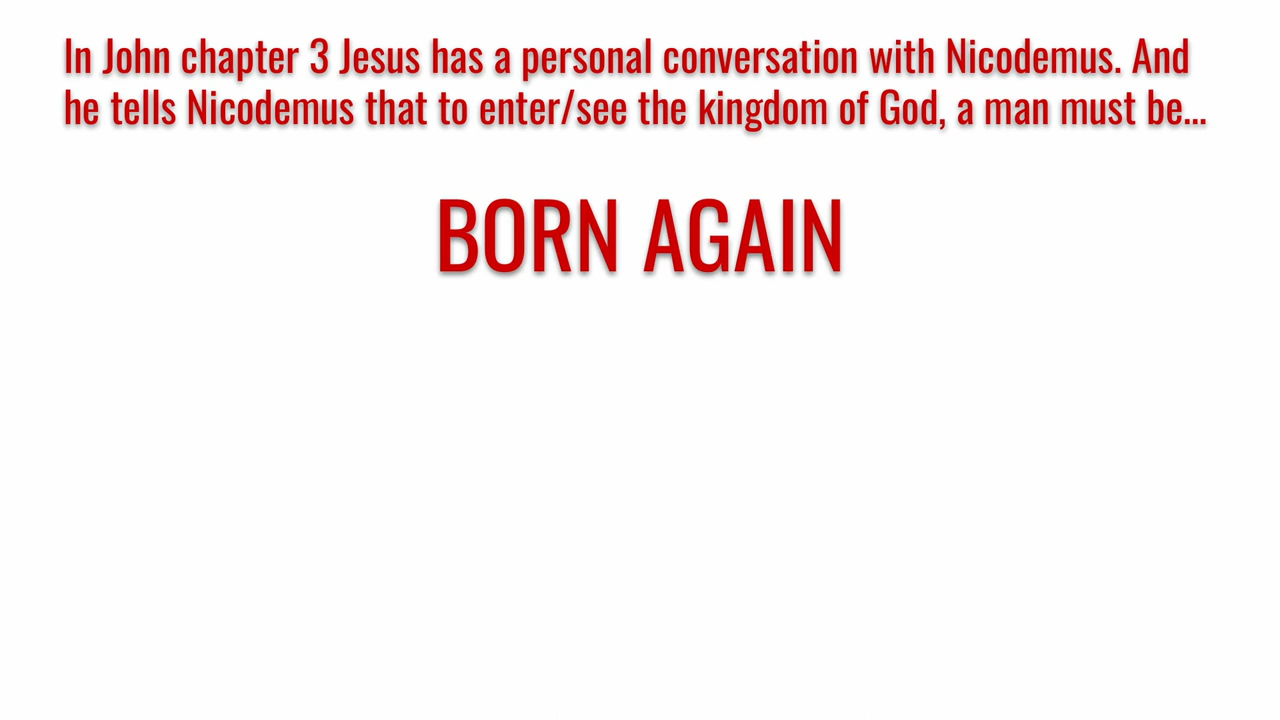 In John chapter 3 Jesus has a personal conversation with Nicodemus. And
he tells Nicodemus that to enter/see the kingdom of God, a man must be...
BORN AGAIN